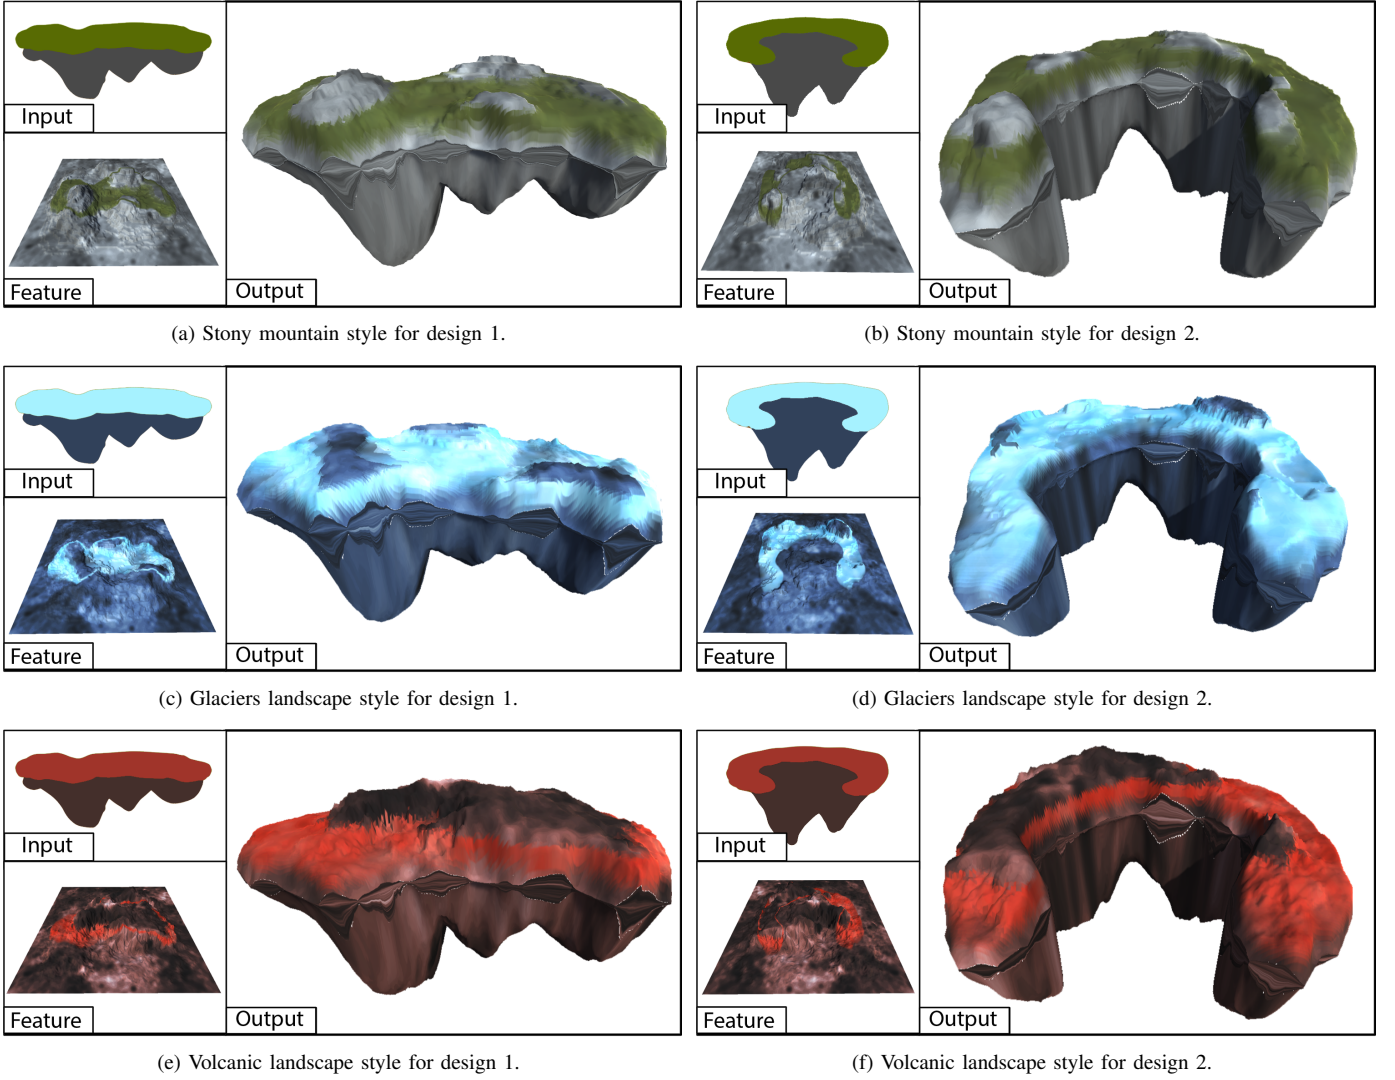 Input
Feature
Output
(a) Stony mountain style for design 1.
Input
Feature
Output
(b) Stony mountain style for design 2.
Input
Feature
Output
(c) Glaciers landscape style for design 1.
Input
Feature
Output
(d) Glaciers landscape style for design 2.
Input
Feature
Output
(e) Volcanic landscape style for design 1.
Input
Feature
Output
(f) Volcanic landscape style for design 2.